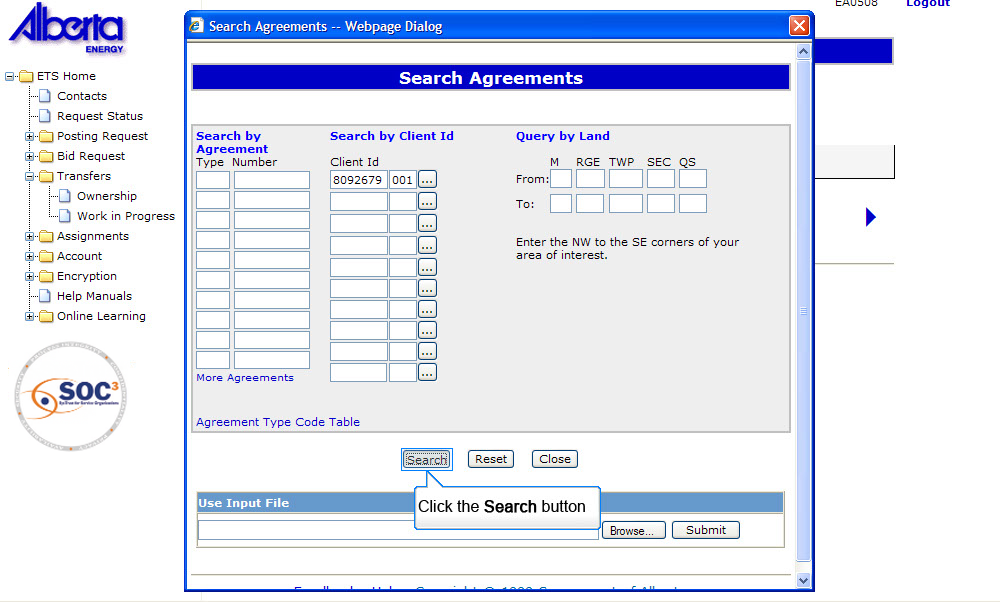 EA0508 Logout
Alberta
ENERGY
ETS Home
Contacts
Request Status
Posting Request
Bid Request
Transfers
Ownership
Work in Progress
Assignments
Account
Encryption
Help Manuals
Online Learning
SOC3
Search Agreements -- Webpage Dialog
Search Agreements
Search by
Agreement
Type Number
More Agreements
Agreement Type Code Table
Search by Client Id
Client Id
8092679 001 ...
...
...
...
...
...
...
...
...
...
Query by Land
M RGE TWP SEC QS
From:
To:
Enter the NW to the SE corners of your
area of interest.
Search Reset Close
Click the Search button
Use Input File
Browse... Submit